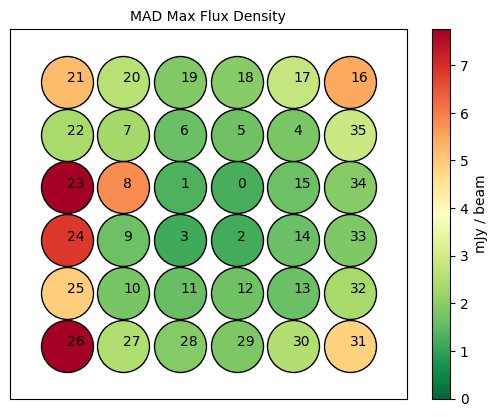 MAD Max Flux Density
21 20 19 18 17 16
22 7 6 5 4 35
23 8 1 0 15 34
24 9 3 2 14 33
25 10 11 12 13 32
26 27 28 29 30 31
7
6
5
4
3
2
1
0
mJy / beam